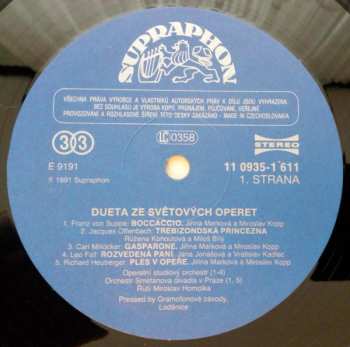 SUPRAPHON
VŠECHNA PRÁVA VÝROBCE A VLASTNÍKŮ AUTORSKÝCH PRÁV K DÍLU JSOU VYHRAZENA.
BEZ SOUHLASU JE VÝROBA KOPIÍ, PRONÁJEM, PŮJČOVÁNÍ, VEŘEJNÉ
PROVOZOVÁNÍ A ROZHLASOVÉ ŠÍŘENÍ TÉTO DESKY ZAKÁZÁNO - MADE IN CZECHOSLOVAKIA
33
LC 0358
STEREO
E 9191
11 0935-1 611
℗ 1991 Supraphon
1. STRANA
DUETA ZE SVĚTOVÝCH OPERET
1. Franz von Suppé: BOCCACCIO, Jiřina Marková a Miroslav Kopp
2. Jacques Offenbach: TREBIZONDSKÁ PRINCEZNA
Růžena Kohoutová a Miloš Bílý
3. Carl Millöcker: GASPARONE, Jiřina Marková a Miroslav Kopp
4. Leo Fall: ROZVEDENÁ PANÍ, Jana Jonášová a Vratislav Kadlec
5. Richard Heuberger: PLES V OPEŘE, Jiřina Marková a Miroslav Kopp
Operetní studiový orchestr (1-4)
Orchestr Smetanova divadla v Praze (1, 5)
Řídí Miroslav Homolka
Pressed by Gramofonové závody,
Loděnice